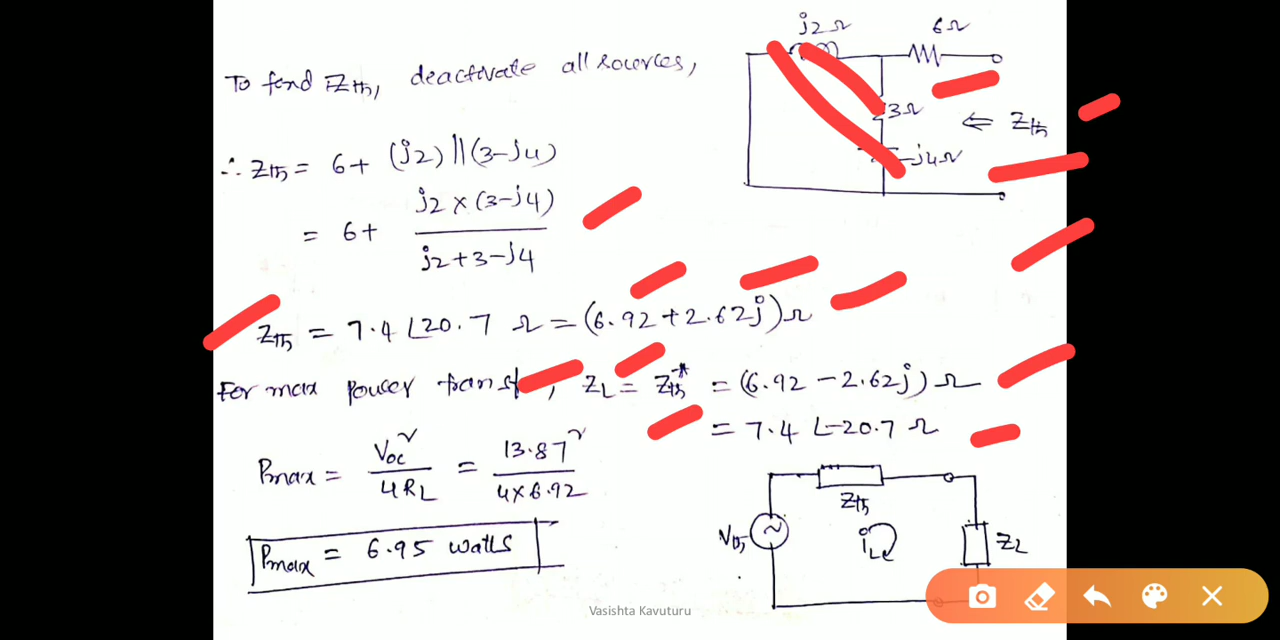 j2Ω 6Ω
To find Zth, deactivate all sources,
3Ω
⇐ Zth
-j4Ω
∴ Zth = 6+ (j2)||(3-j4)
= 6+ j2×(3-j4) / j2+3-j4
Zth = 7.4 ∠20.7 Ω = (6.92+2.62j)Ω
For max power transf, ZL = Zth* = (6.92-2.62j)Ω
= 7.4 ∠-20.7 Ω
Pmax = Voc² / 4RL = 13.87² / 4×6.92
Zth
Vth iL ZL
Pmax = 6.95 watts
Vasishta Kavuturu